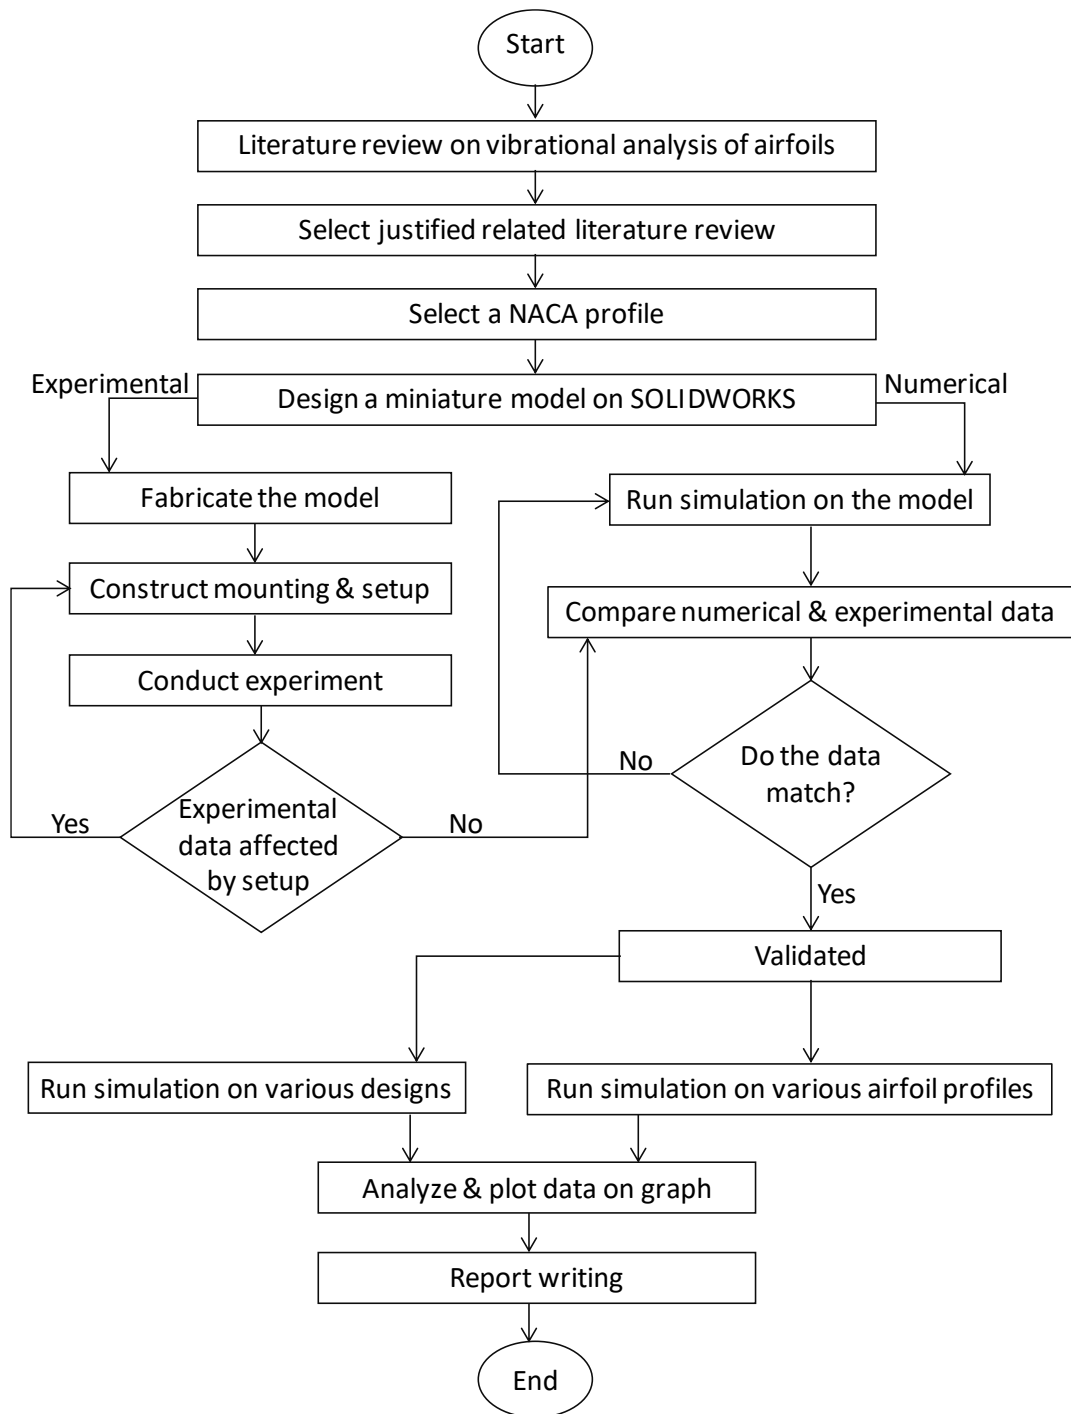 Start
Literature review on vibrational analysis of airfoils
Select justified related literature review
Select a NACA profile
Experimental
Design a miniature model on SOLIDWORKS
Numerical
Fabricate the model
Run simulation on the model
Construct mounting & setup
Compare numerical & experimental data
Conduct experiment
Do the data
match?
No
Experimental
data affected
by setup
Yes
No
Yes
Validated
Run simulation on various designs
Run simulation on various airfoil profiles
Analyze & plot data on graph
Report writing
End